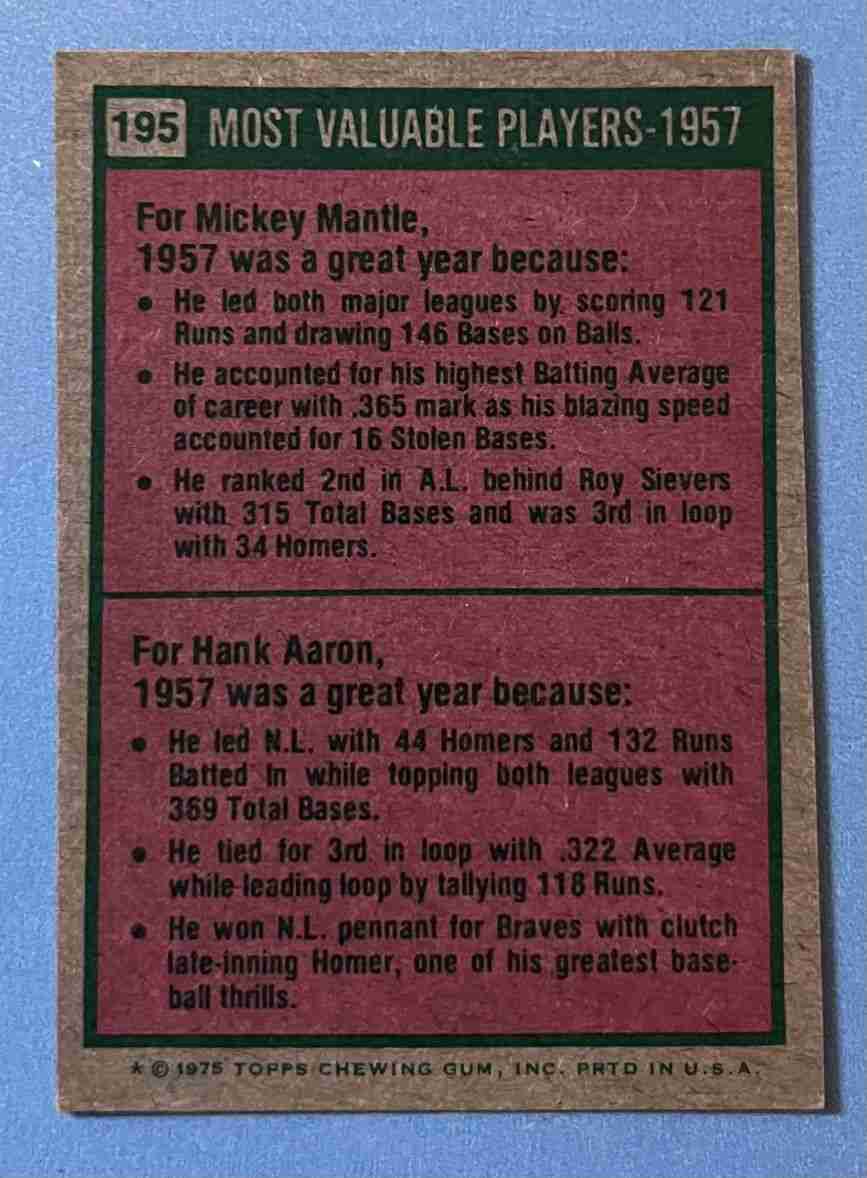 195 MOST VALUABLE PLAYERS-1957
For Mickey Mantle,
1957 was a great year because:
• He led both major leagues by scoring 121
Runs and drawing 146 Bases on Balls.
• He accounted for his highest Batting Average
of career with .365 mark as his blazing speed
accounted for 16 Stolen Bases.
• He ranked 2nd in A.L. behind Roy Sievers
with 315 Total Bases and was 3rd in loop
with 34 Homers.
For Hank Aaron,
1957 was a great year because:
• He led N.L. with 44 Homers and 132 Runs
Batted In while topping both leagues with
369 Total Bases.
• He tied for 3rd in loop with .322 Average
while leading loop by tallying 118 Runs.
• He won N.L. pennant for Braves with clutch
late-inning Homer, one of his greatest base-
ball thrills.
* © 1975 TOPPS CHEWING GUM, INC. PRTD IN U.S.A.